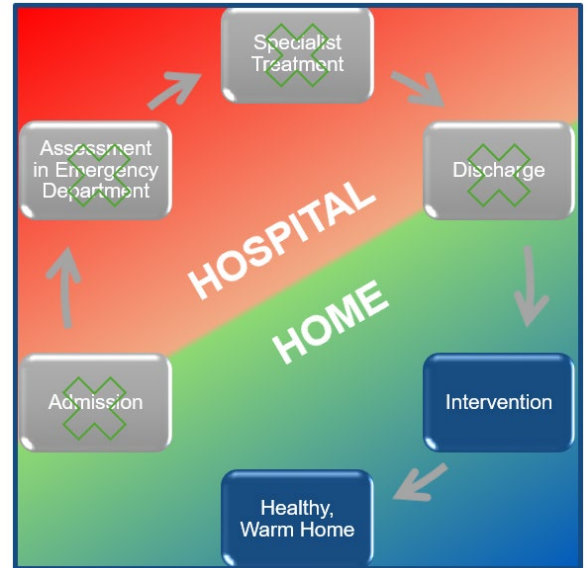 Specialist
Treatment
Assessment
in Emergency
Department
Discharge
HOSPITAL
HOME
Admission
Intervention
Healthy,
Warm Home